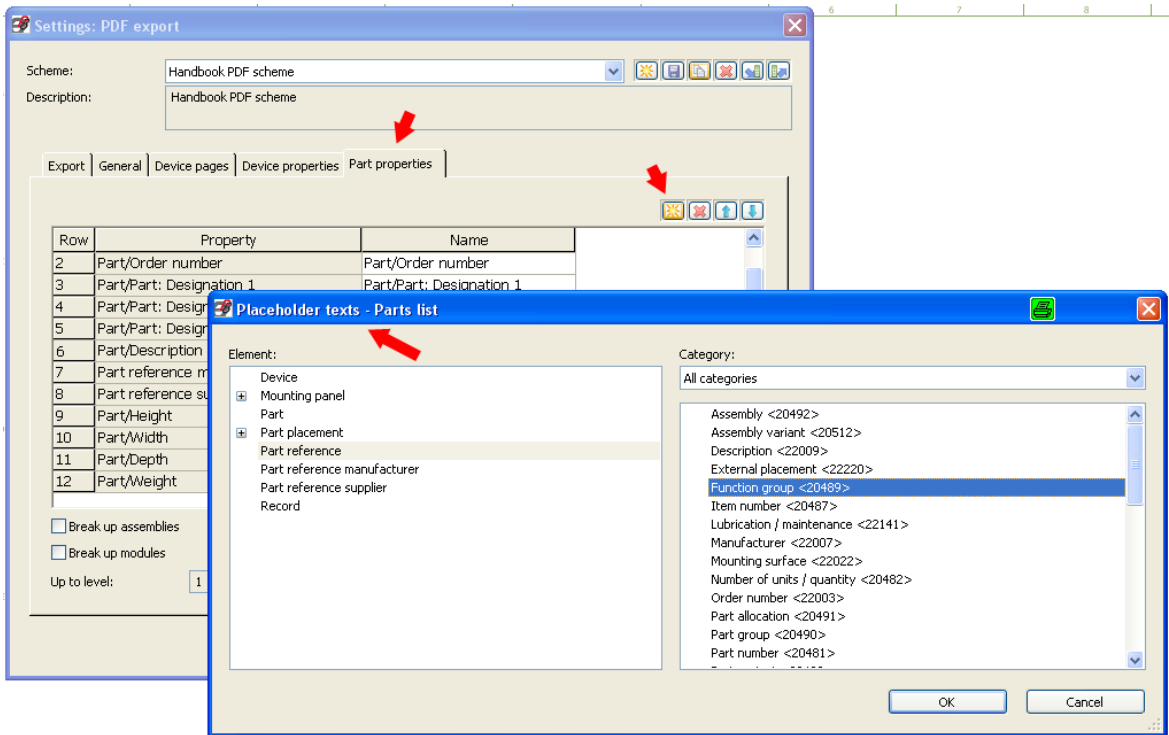 6 7 8
Settings: PDF export
Scheme: Handbook PDF scheme
Description: Handbook PDF scheme
Export General Device pages Device properties Part properties
Row Property Name
2 Part/Order number Part/Order number
3 Part/Part: Designation 1 Part/Part: Designation 1
4 Part/Part: Desigr
5 Part/Part: Desigr
6 Part/Description
7 Part reference m
8 Part reference su
9 Part/Height
10 Part/Width
11 Part/Depth
12 Part/Weight
Break up assemblies
Break up modules
Up to level: 1
Placeholder texts - Parts list
Element:
Device
Mounting panel
Part
Part placement
Part reference
Part reference manufacturer
Part reference supplier
Record
Category:
All categories
Assembly <20492>
Assembly variant <20512>
Description <22009>
External placement <22220>
Function group <20489>
Item number <20487>
Lubrication / maintenance <22141>
Manufacturer <22007>
Mounting surface <22022>
Number of units / quantity <20482>
Order number <22003>
Part allocation <20491>
Part group <20490>
Part number <20481>
OK Cancel